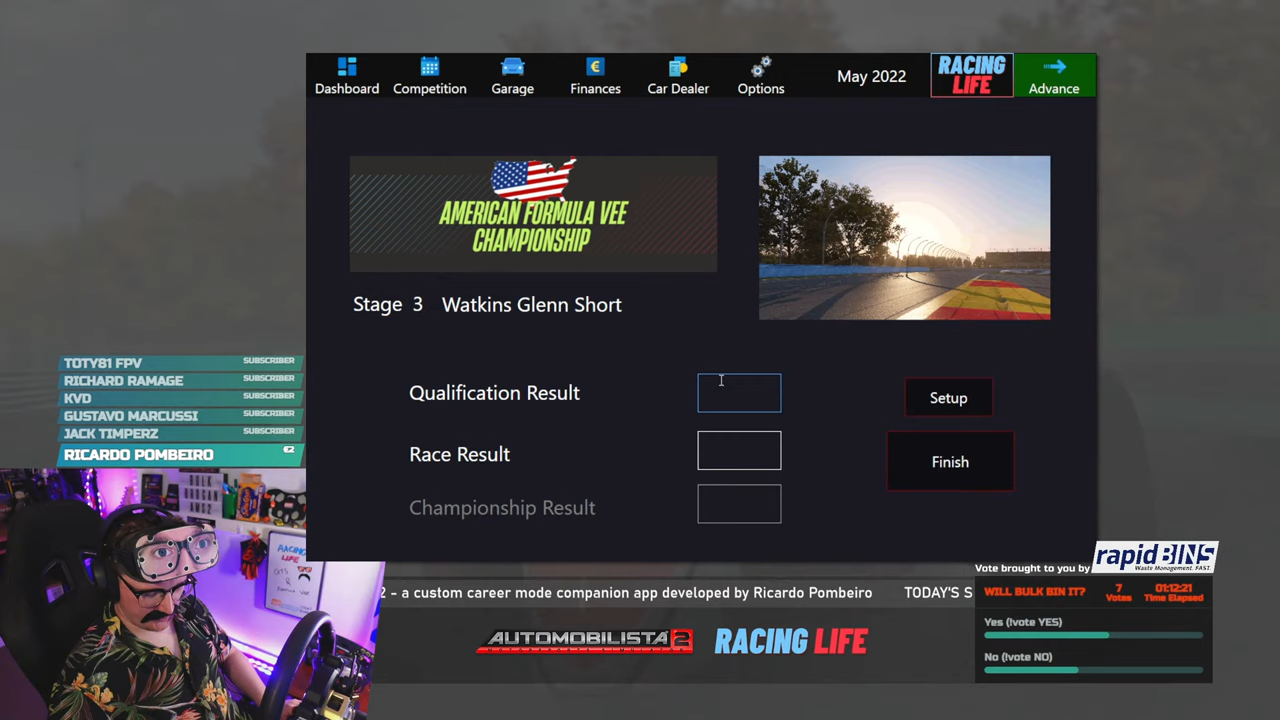 Dashboard
Competition
Garage
€
Finances
Car Dealer
Options
May 2022
RACING
LIFE
Advance
AMERICAN FORMULA VEE
CHAMPIONSHIP
Stage 3 Watkins Glenn Short
TOTY81 FPV SUBSCRIBER
RICHARD RAMAGE SUBSCRIBER
KVD SUBSCRIBER
GUSTAVO MARCUSSI SUBSCRIBER
JACK TIMPERZ SUBSCRIBER
RICARDO POMBEIRO €2
Qualification Result
Setup
Race Result
Finish
Championship Result
rapidBINS
Waste Management. FAST.
Vote brought to you by
2 - a custom career mode companion app developed by Ricardo Pombeiro TODAY'S S
WILL BULK BIN IT? 7 Votes 01:12:21 Time Elapsed
Yes (!vote YES)
No (!vote NO)
AUTOMOBILISTA 2
RACING LIFE
RACING
LIFE